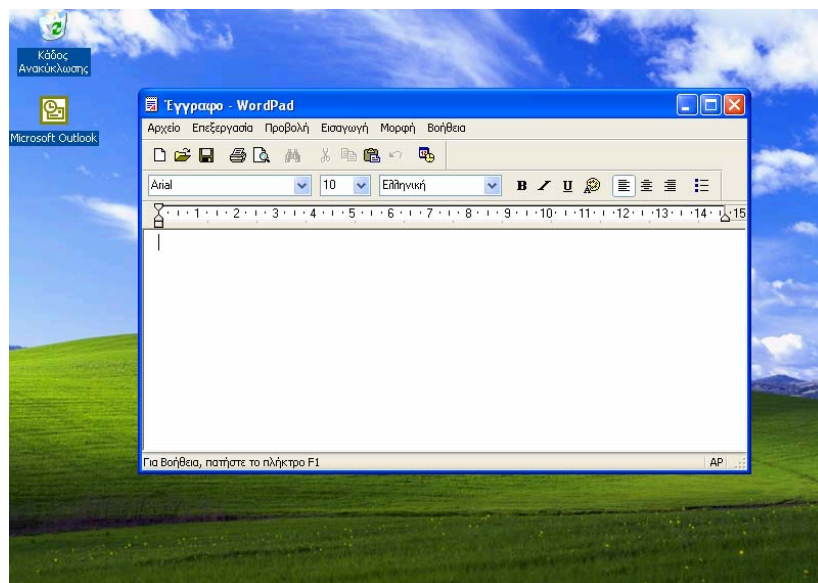 Κάδος
Ανακύκλωσης
Microsoft Outlook
Έγγραφο - WordPad
Αρχείο Επεξεργασία Προβολή Εισαγωγή Μορφή Βοήθεια
Arial 10 Ελληνική B / U
1 2 3 4 5 6 7 8 9 10 11 12 13 14 15
Για Βοήθεια, πατήστε το πλήκτρο F1
AP